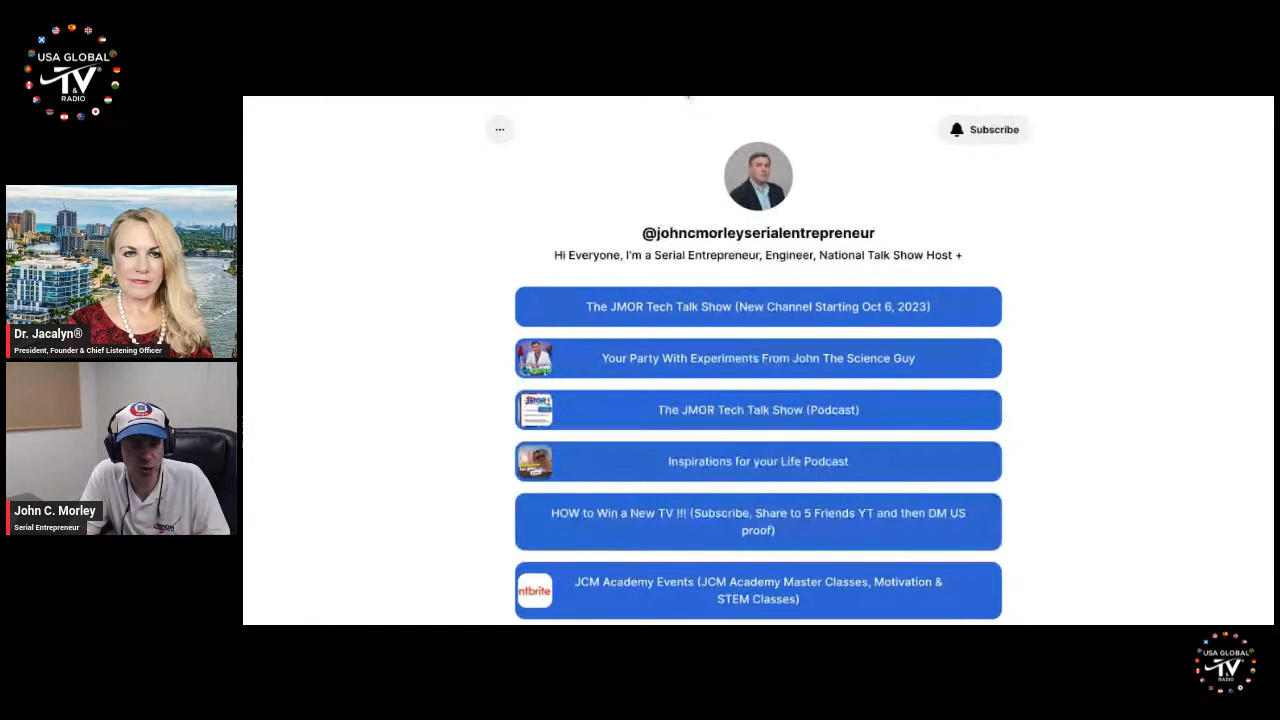 USA GLOBAL
TV
&
RADIO
Dr. Jacalyn®
President, Founder & Chief Listening Officer
John C. Morley
Serial Entrepreneur
JMOR
...
Subscribe
@johncmorleyserialentrepreneur
Hi Everyone, I'm a Serial Entrepreneur, Engineer, National Talk Show Host +
The JMOR Tech Talk Show (New Channel Starting Oct 6, 2023)
Your Party With Experiments From John The Science Guy
The JMOR Tech Talk Show (Podcast)
Inspirations for your Life Podcast
HOW to Win a New TV !!! (Subscribe, Share to 5 Friends YT and then DM US
proof)
ntbrite
JCM Academy Events (JCM Academy Master Classes, Motivation &
STEM Classes)
USA GLOBAL
TV
&
RADIO